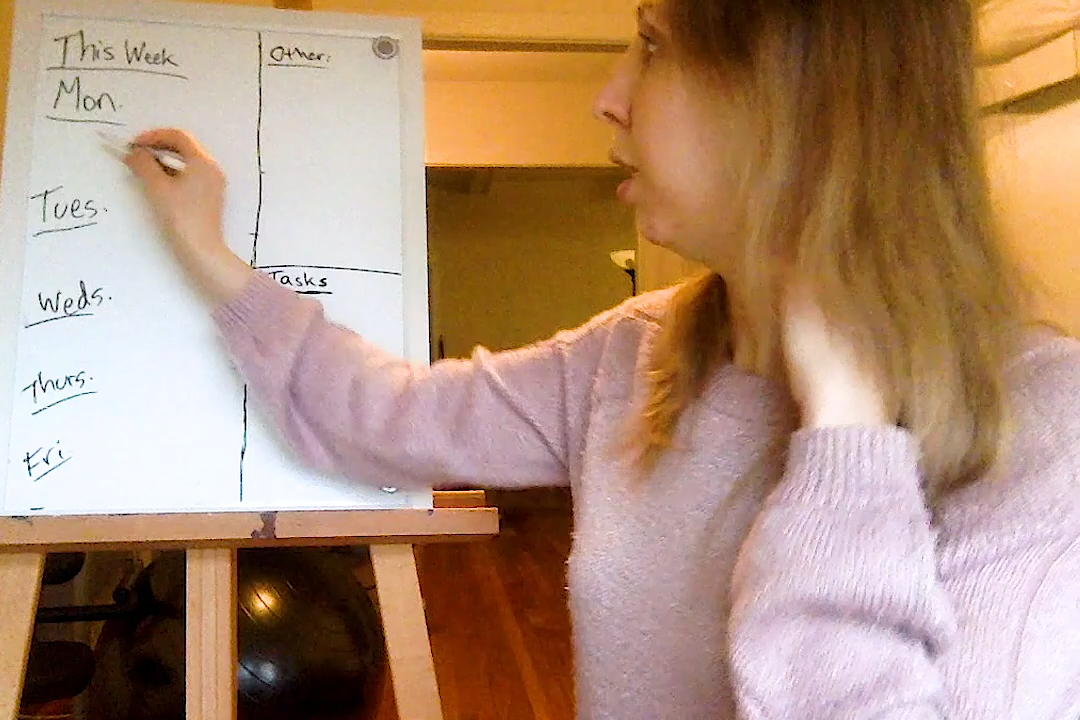 This Week
Mon.
Tues.
Weds.
Thurs.
Fri
Other:
Tasks